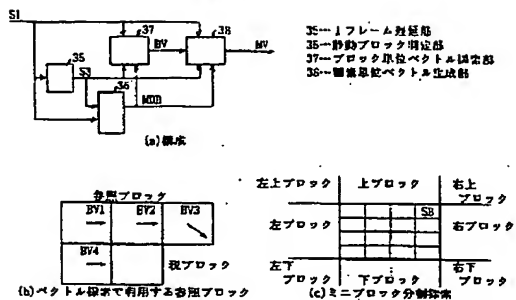 S1
37
38
BV
MV
35
S3
36
MDB
(a)構成
35…1フレーム遅延部
36…静動ブロック判定部
37…ブロック単位ベクトル探索部
38…画素単位ベクトル生成部
参照ブロック
BV1
BV2
BV3
BV4
現ブロック
(b)ベクトル探索で利用する参照ブロック
左上ブロック
上ブロック
右上
ブロック
SB
左ブロック
右ブロック
左下
ブロック
下ブロック
右下
ブロック
(c)ミニブロック分割探索